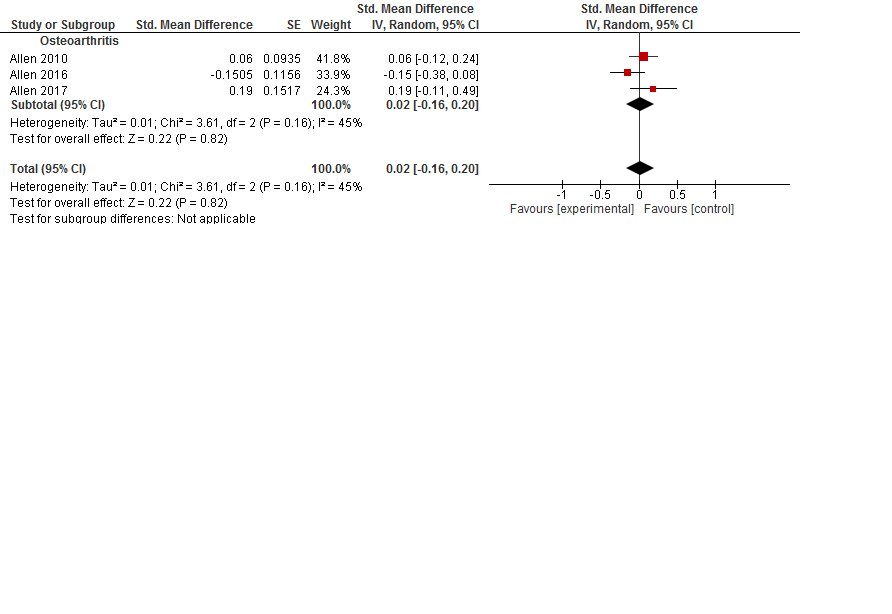 Std. Mean Difference Std. Mean Difference
Study or Subgroup Std. Mean Difference SE Weight IV, Random, 95% CI IV, Random, 95% CI
Osteoarthritis
Allen 2010 0.06 0.0935 41.8% 0.06 [-0.12, 0.24]
Allen 2016 -0.1505 0.1156 33.9% -0.15 [-0.38, 0.08]
Allen 2017 0.19 0.1517 24.3% 0.19 [-0.11, 0.49]
Subtotal (95% CI) 100.0% 0.02 [-0.16, 0.20]
Heterogeneity: Tau² = 0.01; Chi² = 3.61, df = 2 (P = 0.16); I² = 45%
Test for overall effect: Z = 0.22 (P = 0.82)
Total (95% CI) 100.0% 0.02 [-0.16, 0.20]
Heterogeneity: Tau² = 0.01; Chi² = 3.61, df = 2 (P = 0.16); I² = 45%
Test for overall effect: Z = 0.22 (P = 0.82)
Test for subgroup differences: Not applicable
-1 -0.5 0 0.5 1
Favours [experimental] Favours [control]